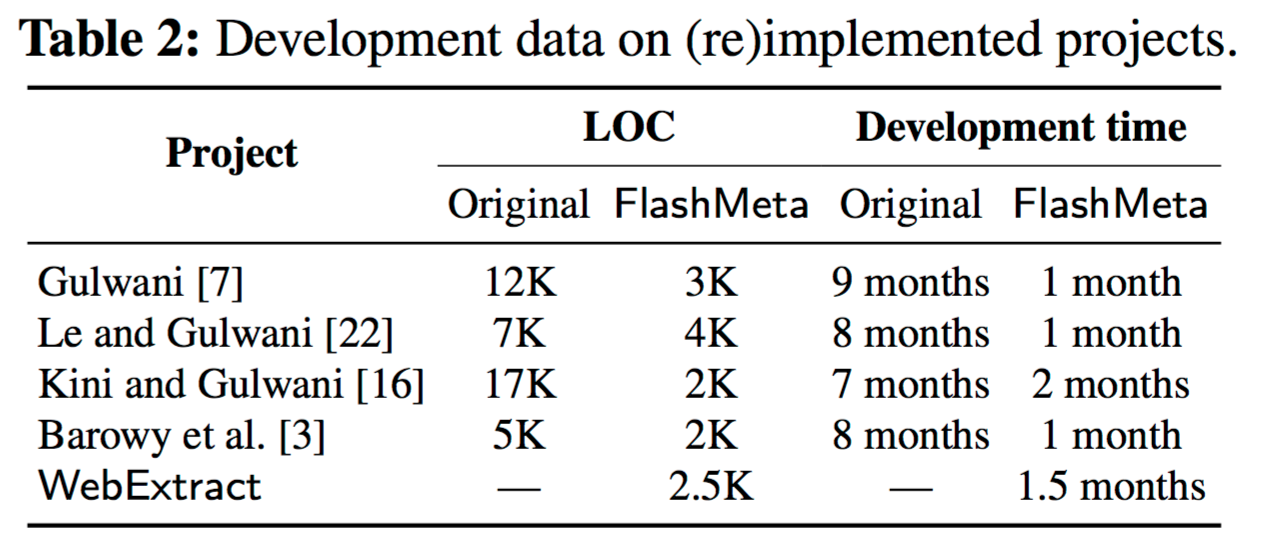 Table 2: Development data on (re)implemented projects.
Project LOC Development time
Original FlashMeta Original FlashMeta
Gulwani [7] 12K 3K 9 months 1 month
Le and Gulwani [22] 7K 4K 8 months 1 month
Kini and Gulwani [16] 17K 2K 7 months 2 months
Barowy et al. [3] 5K 2K 8 months 1 month
WebExtract — 2.5K — 1.5 months